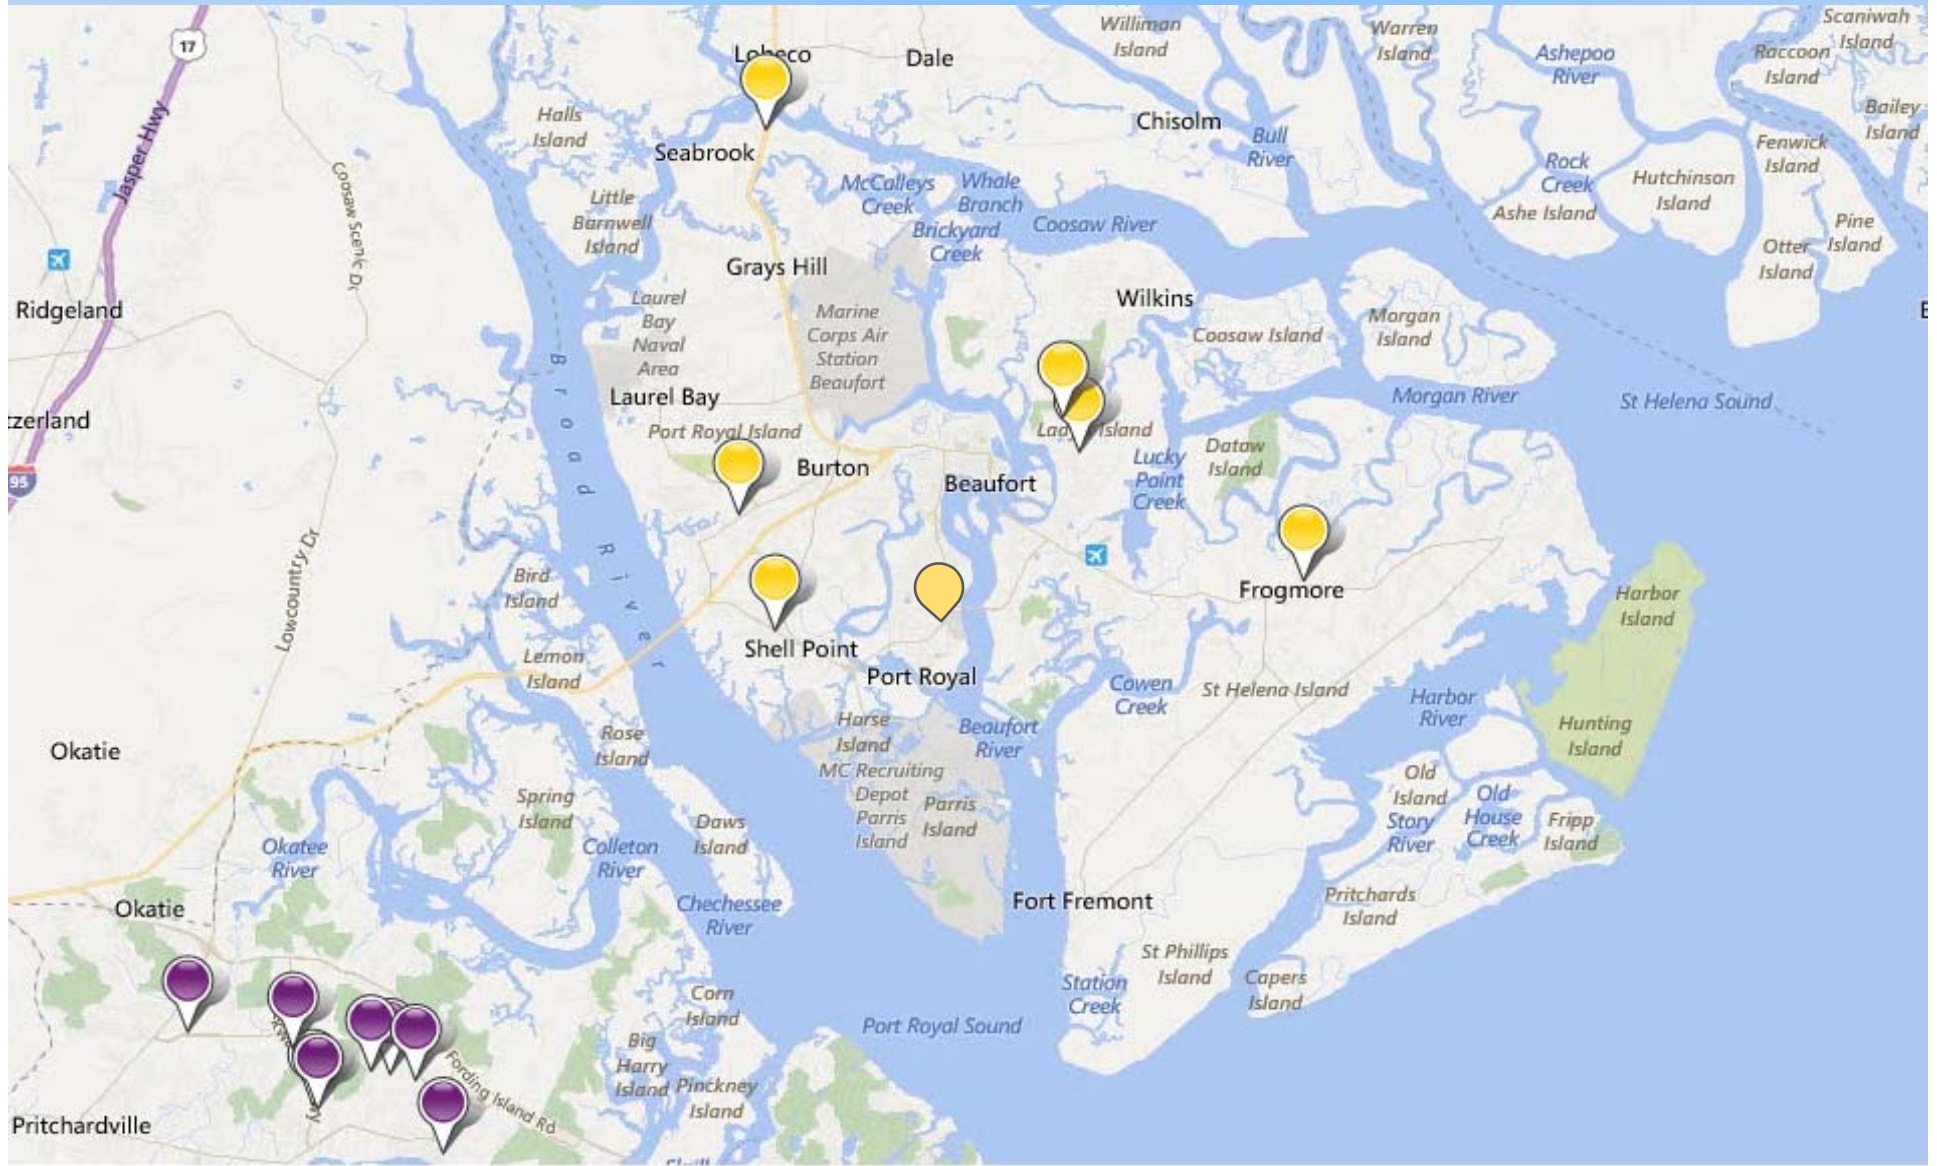 17
Jasper Hwy
Coosaw Scenic Dr
Ridgeland
tzerland
95
Lowcountry Dr
Okatie
Okatie
Pritchardville
Lobeco
Dale
Halls
Island
Seabrook
Little
Barnwell
Island
Grays Hill
Laurel
Bay
Naval
Area
Laurel Bay
Marine
Corps Air
Station
Beaufort
Port Royal Island
Burton
Beaufort
Broad River
Bird
Island
Lemon
Island
Shell Point
Port Royal
Rose
Island
Spring
Island
Okatee
River
Colleton
River
Daws
Island
Chechessee
River
Horse
Island
MC Recruiting
Depot
Parris
Island
Parris
Island
Beaufort
River
Fort Fremont
Corn
Island
Big
Harry
Island
Pinckney
Island
Fording Island Rd
Port Royal Sound
Williman
Island
Warren
Island
Chisolm
Bull
River
McCalleys
Creek
Whale
Branch
Brickyard
Creek
Coosaw River
Wilkins
Coosaw Island
Morgan
Island
Morgan River
St Helena Sound
Dataw
Island
Lucky
Point
Creek
Frogmore
Cowen
Creek
St Helena Island
Harbor
River
Harbor
Island
Hunting
Island
Old
Island
Story
River
Old
House
Creek
Fripp
Island
Pritchards
Island
St Phillips
Island
Capers
Island
Station
Creek
Ashepoo
River
Rock
Creek
Ashe Island
Hutchinson
Island
Scaniwah
Island
Raccoon
Island
Bailey
Island
Fenwick
Island
Pine
Island
Otter
Island